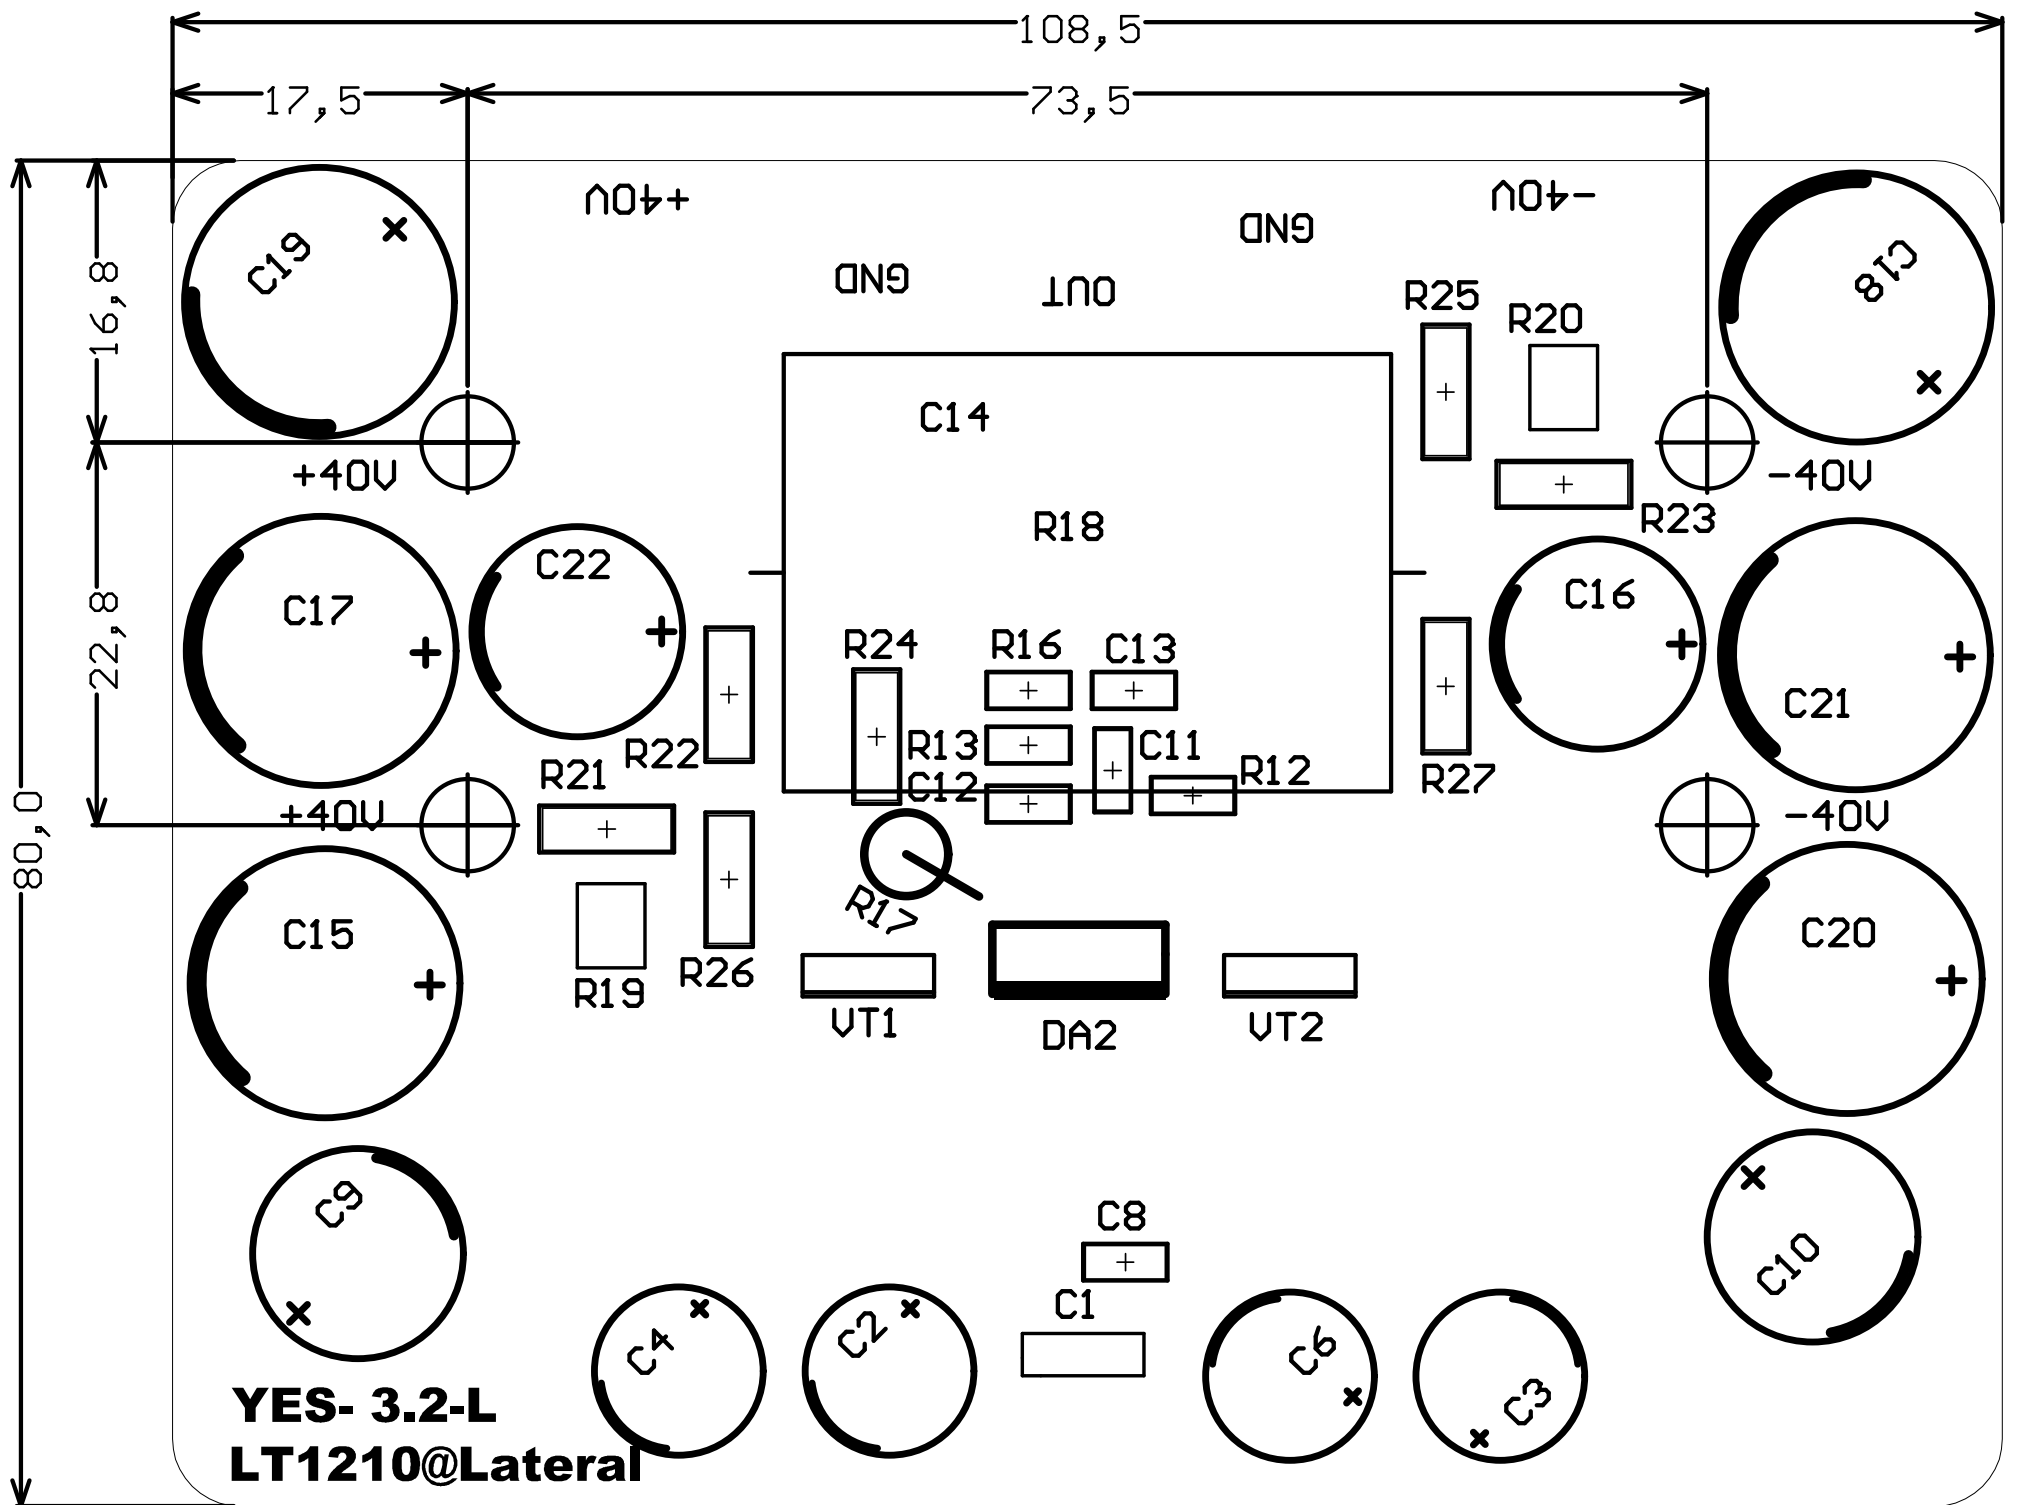 108,5
17,5
73,5
+40V
-40V
GND
C19
C18
GND
OUT
R25
R20
16,8
C14
+40V
-40V
R23
R18
C22
C17
C16
22,8
R24
R16
C13
C21
R22
R13
C11
R21
C12
R12
R27
+40V
-40V
80,0
R17
C15
C20
R26
R19
VT1
DA2
VT2
C9
C8
C10
C1
C4
C2
C6
C3
YES- 3.2-L
LT1210@Lateral